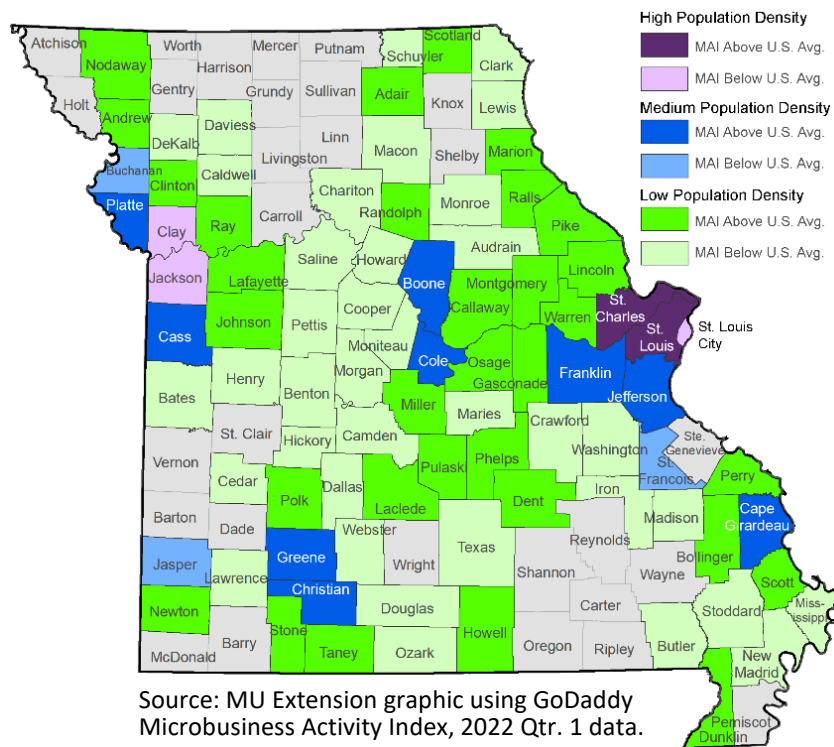 High Population Density
MAI Above U.S. Avg.
MAI Below U.S. Avg.
Medium Population Density
MAI Above U.S. Avg.
MAI Below U.S. Avg.
Low Population Density
MAI Above U.S. Avg.
MAI Below U.S. Avg.
Atchison
Nodaway
Worth
Harrison
Mercer
Putnam
Schuyler
Scotland
Clark
Holt
Andrew
Gentry
Grundy
Sullivan
Adair
Knox
Lewis
DeKalb
Daviess
Livingston
Linn
Macon
Shelby
Marion
Buchanan
Clinton
Caldwell
Platte
Clay
Ray
Carroll
Chariton
Randolph
Monroe
Ralls
Pike
Jackson
Lafayette
Saline
Howard
Boone
Audrain
Callaway
Montgomery
Lincoln
Warren
St.
Charles
St.
Louis
St. Louis
City
Cass
Johnson
Pettis
Cooper
Moniteau
Cole
Osage
Gasconade
Franklin
Jefferson
Bates
Henry
Benton
Morgan
Miller
Maries
Crawford
Washington
St.
Francois
Ste.
Genevieve
Perry
St. Clair
Hickory
Camden
Pulaski
Phelps
Dent
Iron
Madison
Bollinger
Cape
Girardeau
Vernon
Cedar
Polk
Dallas
Laclede
Texas
Reynolds
Wayne
Scott
Barton
Dade
Greene
Webster
Wright
Shannon
Stoddard
Miss-
issippi
Jasper
Lawrence
Christian
Douglas
Carter
Butler
New
Madrid
Newton
Stone
Taney
Ozark
Howell
Oregon
Ripley
McDonald
Barry
Dunklin
Pemiscot
Source: MU Extension graphic using GoDaddy
Microbusiness Activity Index, 2022 Qtr. 1 data.